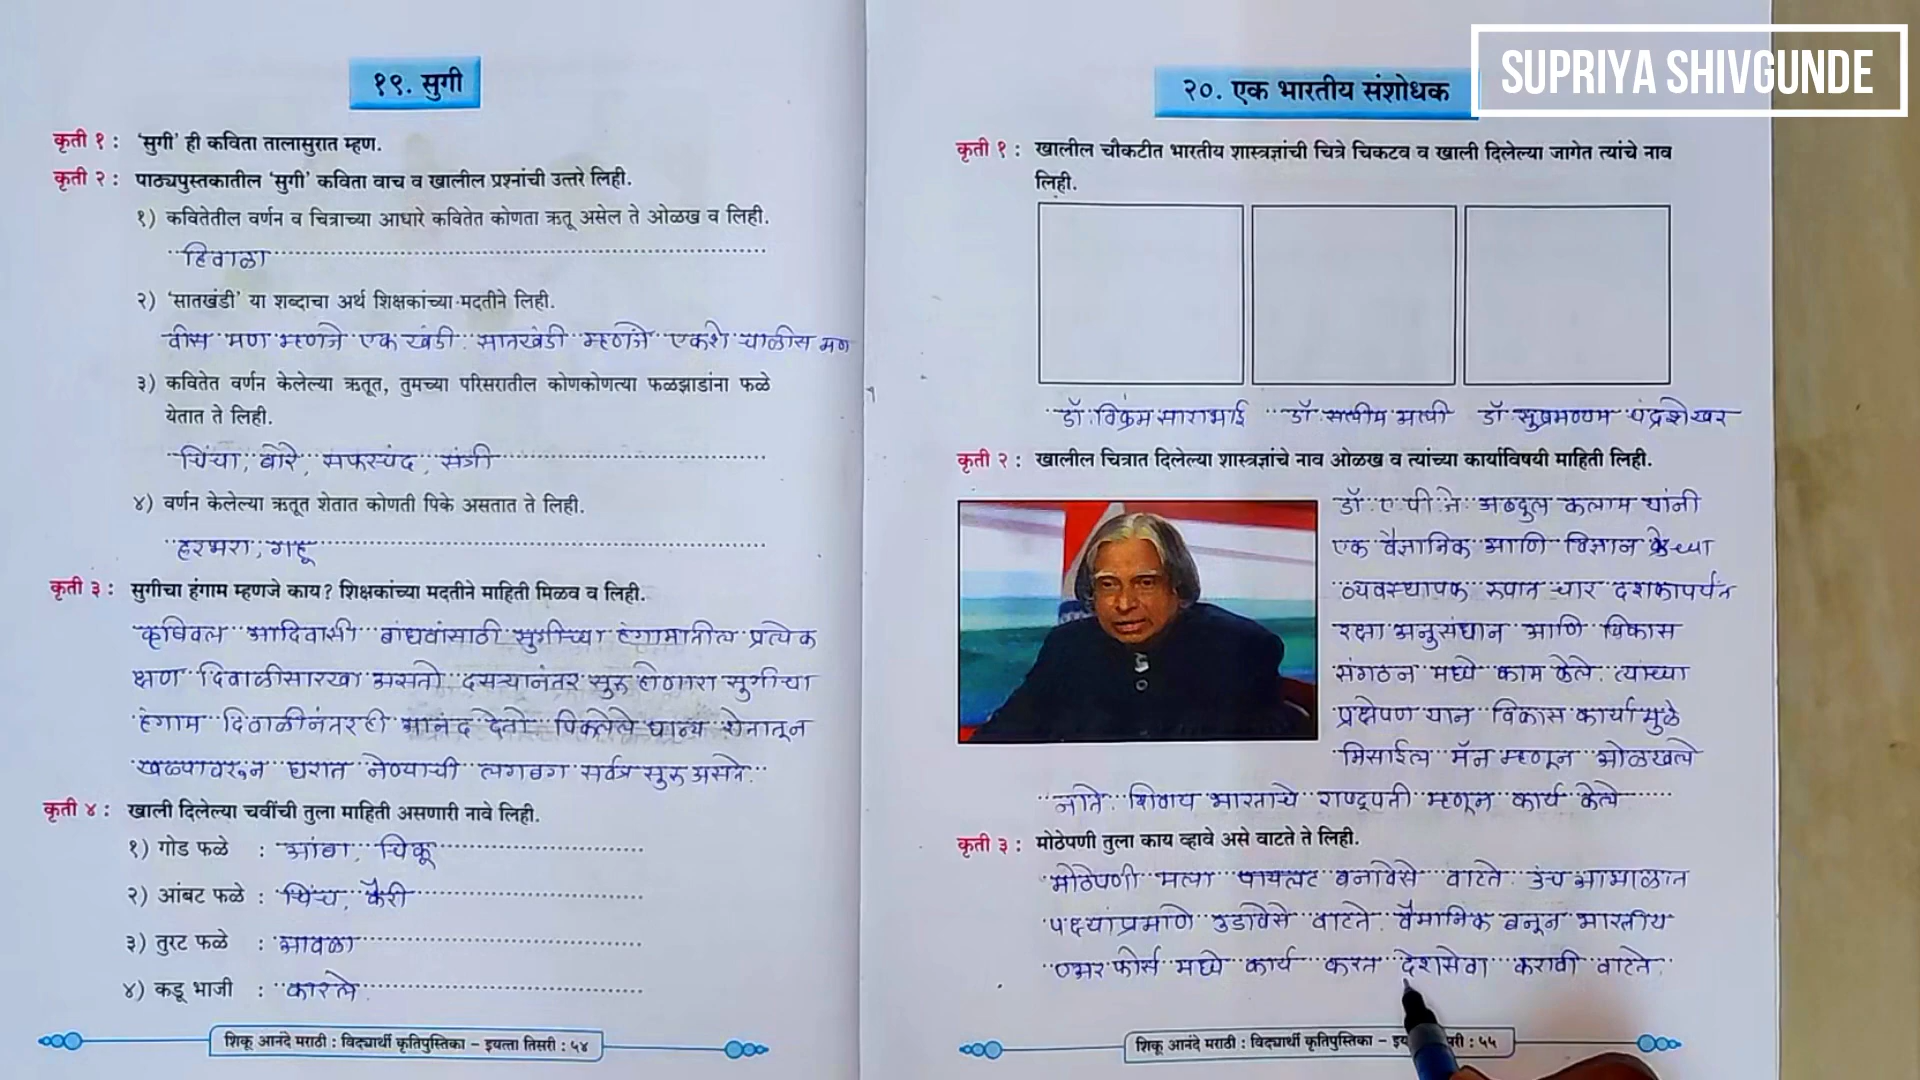 SUPRIYA SHIVGUNDE
१९. सुगी
कृती १ : ‘सुगी’ ही कविता तालासुरात म्हण.
कृती २ : पाठ्यपुस्तकातील ‘सुगी’ कविता वाच व खालील प्रश्नांची उत्तरे लिही.
१) कवितेतील वर्णन व चित्राच्या आधारे कवितेत कोणता ऋतू असेल ते ओळख व लिही.
हिवाळा
२) ‘सातखंडी’ या शब्दाचा अर्थ शिक्षकांच्या मदतीने लिही.
वीस मण म्हणजे एक खंडी. सातखंडी म्हणजे एकशे चाळीस मण
३) कवितेत वर्णन केलेल्या ऋतूत, तुमच्या परिसरातील कोणकोणत्या फळझाडांना फळे
येतात ते लिही.
चिंचा, बोरे, सफरचंद, संत्री
४) वर्णन केलेल्या ऋतूत शेतात कोणती पिके असतात ते लिही.
हरभरा, गहू
कृती ३ : सुगीचा हंगाम म्हणजे काय? शिक्षकांच्या मदतीने माहिती मिळव व लिही.
कृषिवल आदिवासी बांधवांसाठी सुगीच्या हंगामातील प्रत्येक
क्षण दिवाळीसारखा असतो दसऱ्यानंतर सुरू होणारा सुगीचा
हंगाम दिवाळीनंतरही आनंद देतो. पिकलेले धान्य शेतातून
खळ्यावरून घरात नेण्याची लगबग सर्वत्र सुरू असते.
कृती ४ : खाली दिलेल्या चवींची तुला माहिती असणारी नावे लिही.
१) गोड फळे : आंबा, चिकू
२) आंबट फळे : चिंच, कैरी
३) तुरट फळे : आवळा
४) कडू भाजी : कारले
शिकू आनंदे मराठी : विद्यार्थी कृतिपुस्तिका – इयत्ता तिसरी : ५४
२०. एक भारतीय संशोधक
कृती १ : खालील चौकटीत भारतीय शास्त्रज्ञांची चित्रे चिकटव व खाली दिलेल्या जागेत त्यांचे नाव
लिही.
डॉ. विक्रम साराभाई डॉ. सलीम अली डॉ. सुब्रमण्यम चंद्रशेखर
कृती २ : खालील चित्रात दिलेल्या शास्त्रज्ञांचे नाव ओळख व त्यांच्या कार्याविषयी माहिती लिही.
डॉ. ए. पी. जे. अब्दुल कलाम यांनी
एक वैज्ञानिक आणि विज्ञान च्या
व्यवस्थापक रूपात चार दशकापर्यंत
रक्षा अनुसंधान आणि विकास
संगठन मध्ये काम केले. त्यांच्या
प्रक्षेपण यान विकास कार्यामुळे
मिसाईल मॅन म्हणून ओळखले
जाते. शिवाय भारताचे राष्ट्रपती म्हणून कार्य केले
कृती ३ : मोठेपणी तुला काय व्हावे असे वाटते ते लिही.
मोठेपणी मला पायलट बनावेसे वाटते. उंच आभाळात
पक्ष्यांप्रमाणे उडावेसे वाटते. वैमानिक बनून भारतीय
एअर फोर्स मध्ये कार्य करत देशसेवा करावी वाटते.
शिकू आनंदे मराठी : विद्यार्थी कृतिपुस्तिका – इय री : ५५